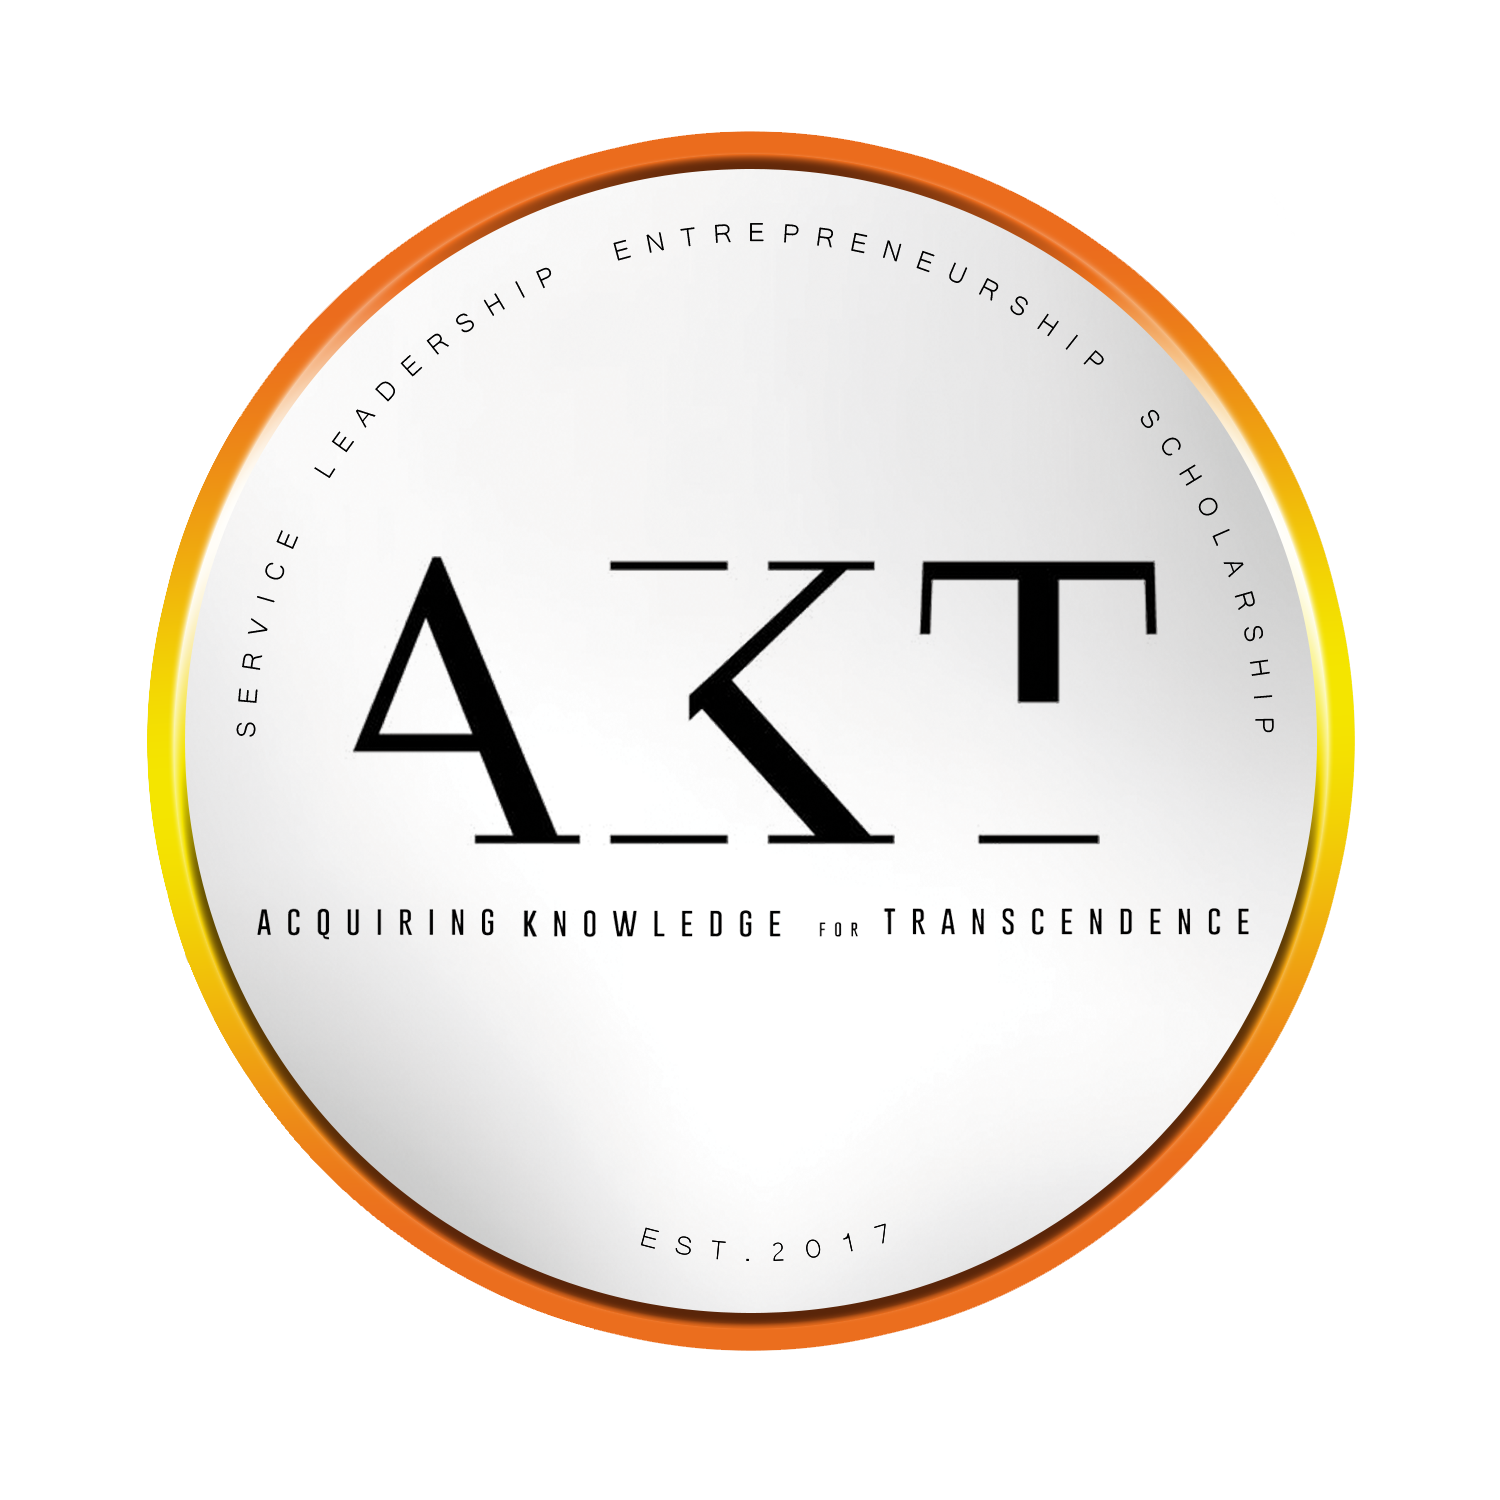 SERVICE LEADERSHIP ENTREPRENEURSHIP SCHOLARSHIP
AKT
ACQUIRING KNOWLEDGE FOR TRANSCENDENCE
EST.2017